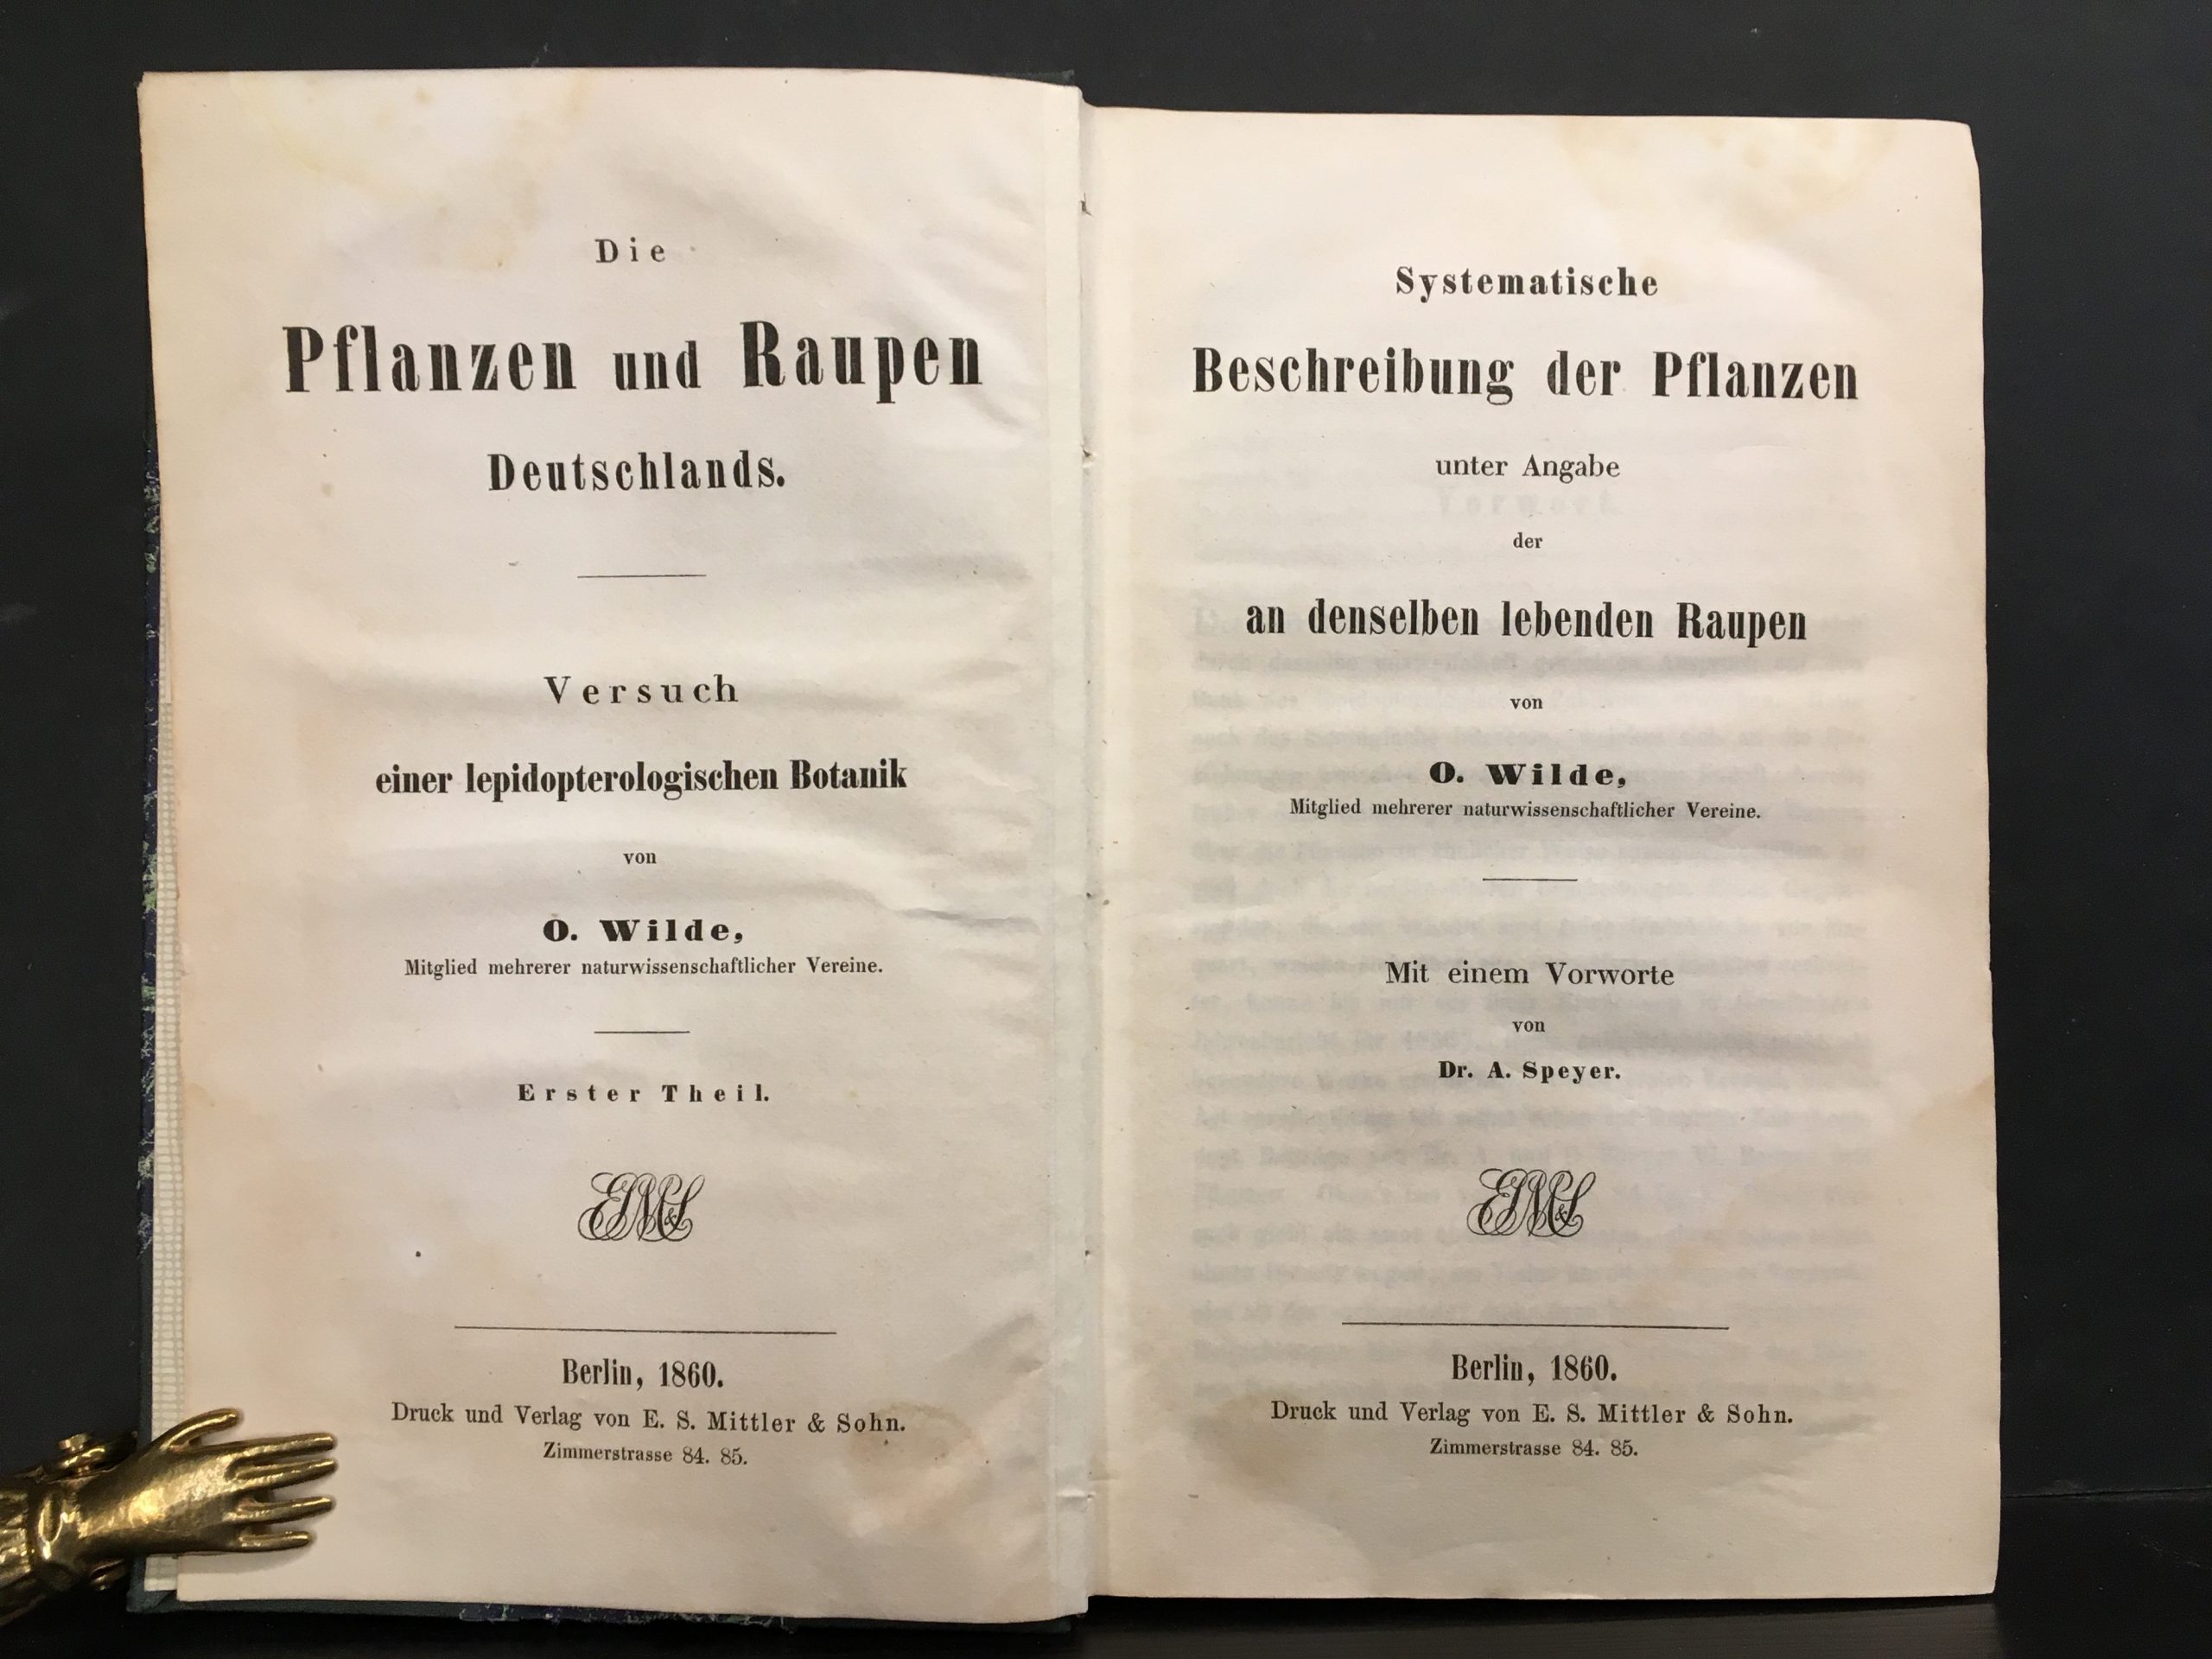 Die
Pflanzen und Raupen
Deutschlands.
Versuch
einer lepidopterologischen Botanik
von
O. Wilde,
Mitglied mehrerer naturwissenschaftlicher Vereine.
Erster Theil.
Berlin, 1860.
Druck und Verlag von E. S. Mittler & Sohn.
Zimmerstrasse 84. 85.
Systematische
Beschreibung der Pflanzen
unter Angabe
der
an denselben lebenden Raupen
von
O. Wilde,
Mitglied mehrerer naturwissenschaftlicher Vereine.
Mit einem Vorworte
von
Dr. A. Speyer.
Berlin, 1860.
Druck und Verlag von E. S. Mittler & Sohn.
Zimmerstrasse 84. 85.